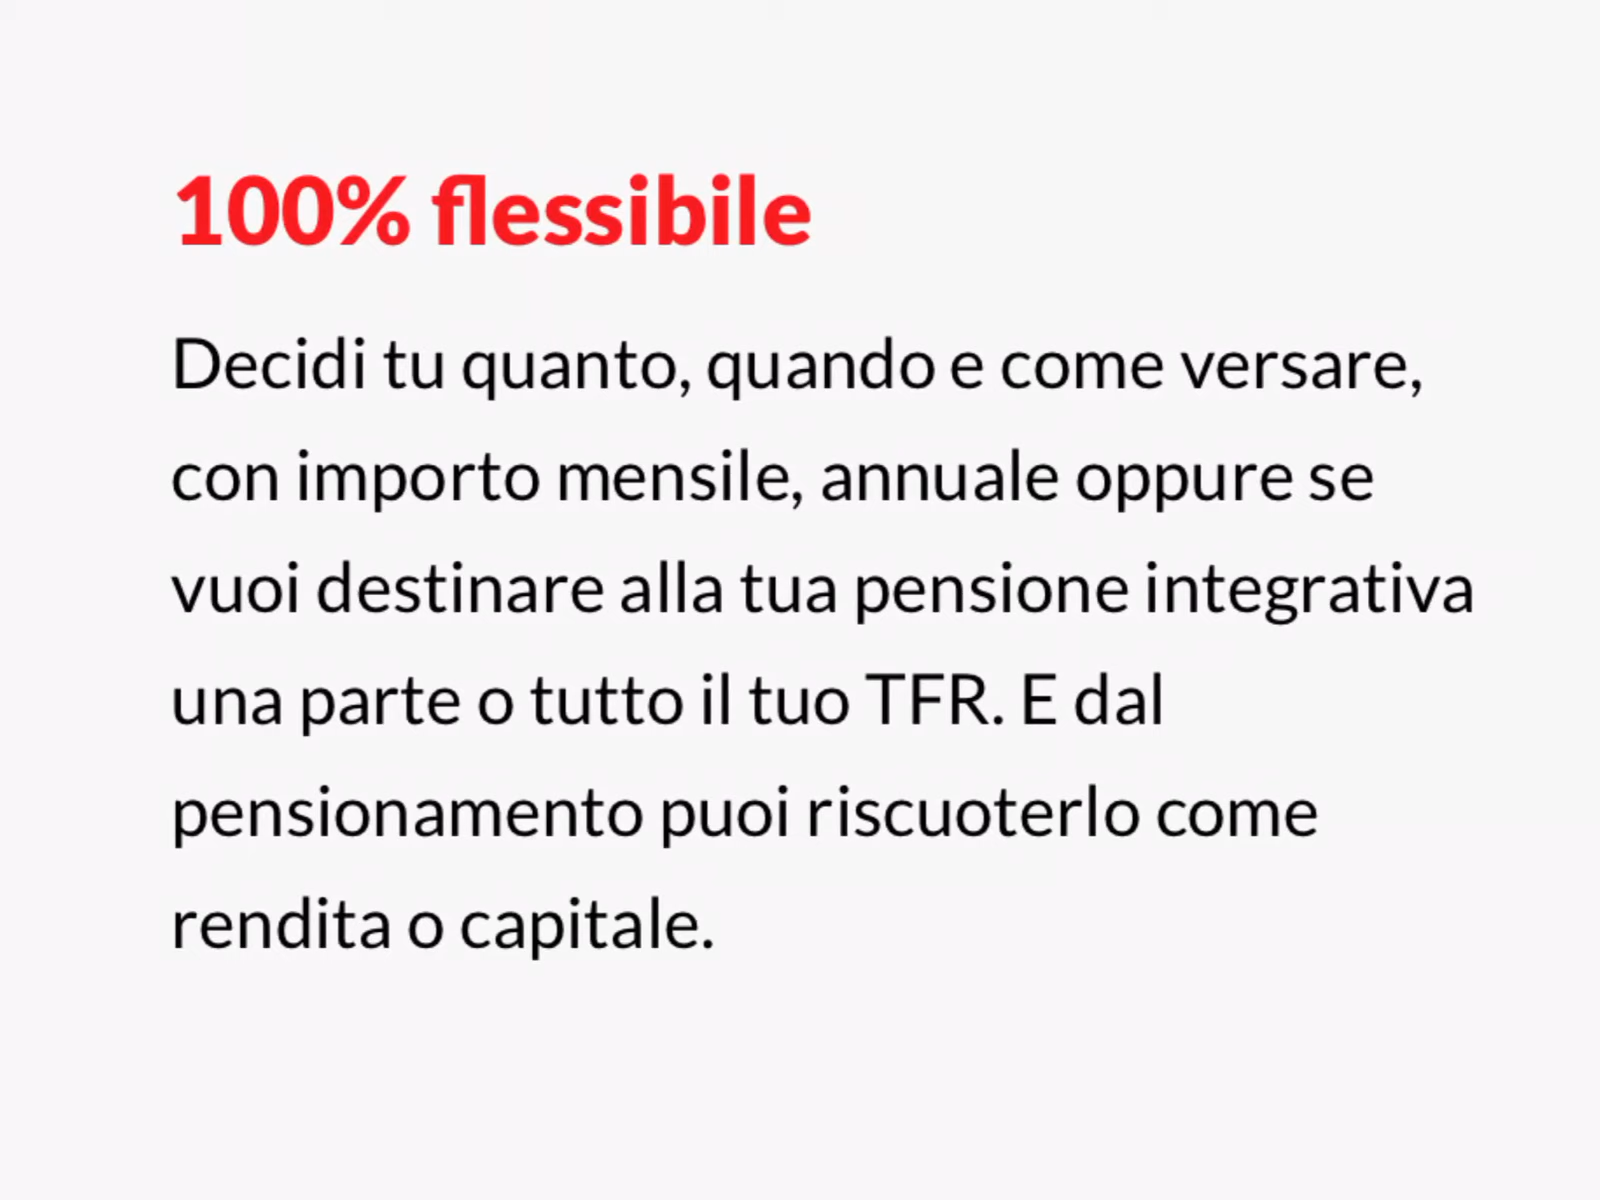 100% flessibile
Decidi tu quanto, quando e come versare,
con importo mensile, annuale oppure se
vuoi destinare alla tua pensione integrativa
una parte o tutto il tuo TFR. E dal
pensionamento puoi riscuoterlo come
rendita o capitale.